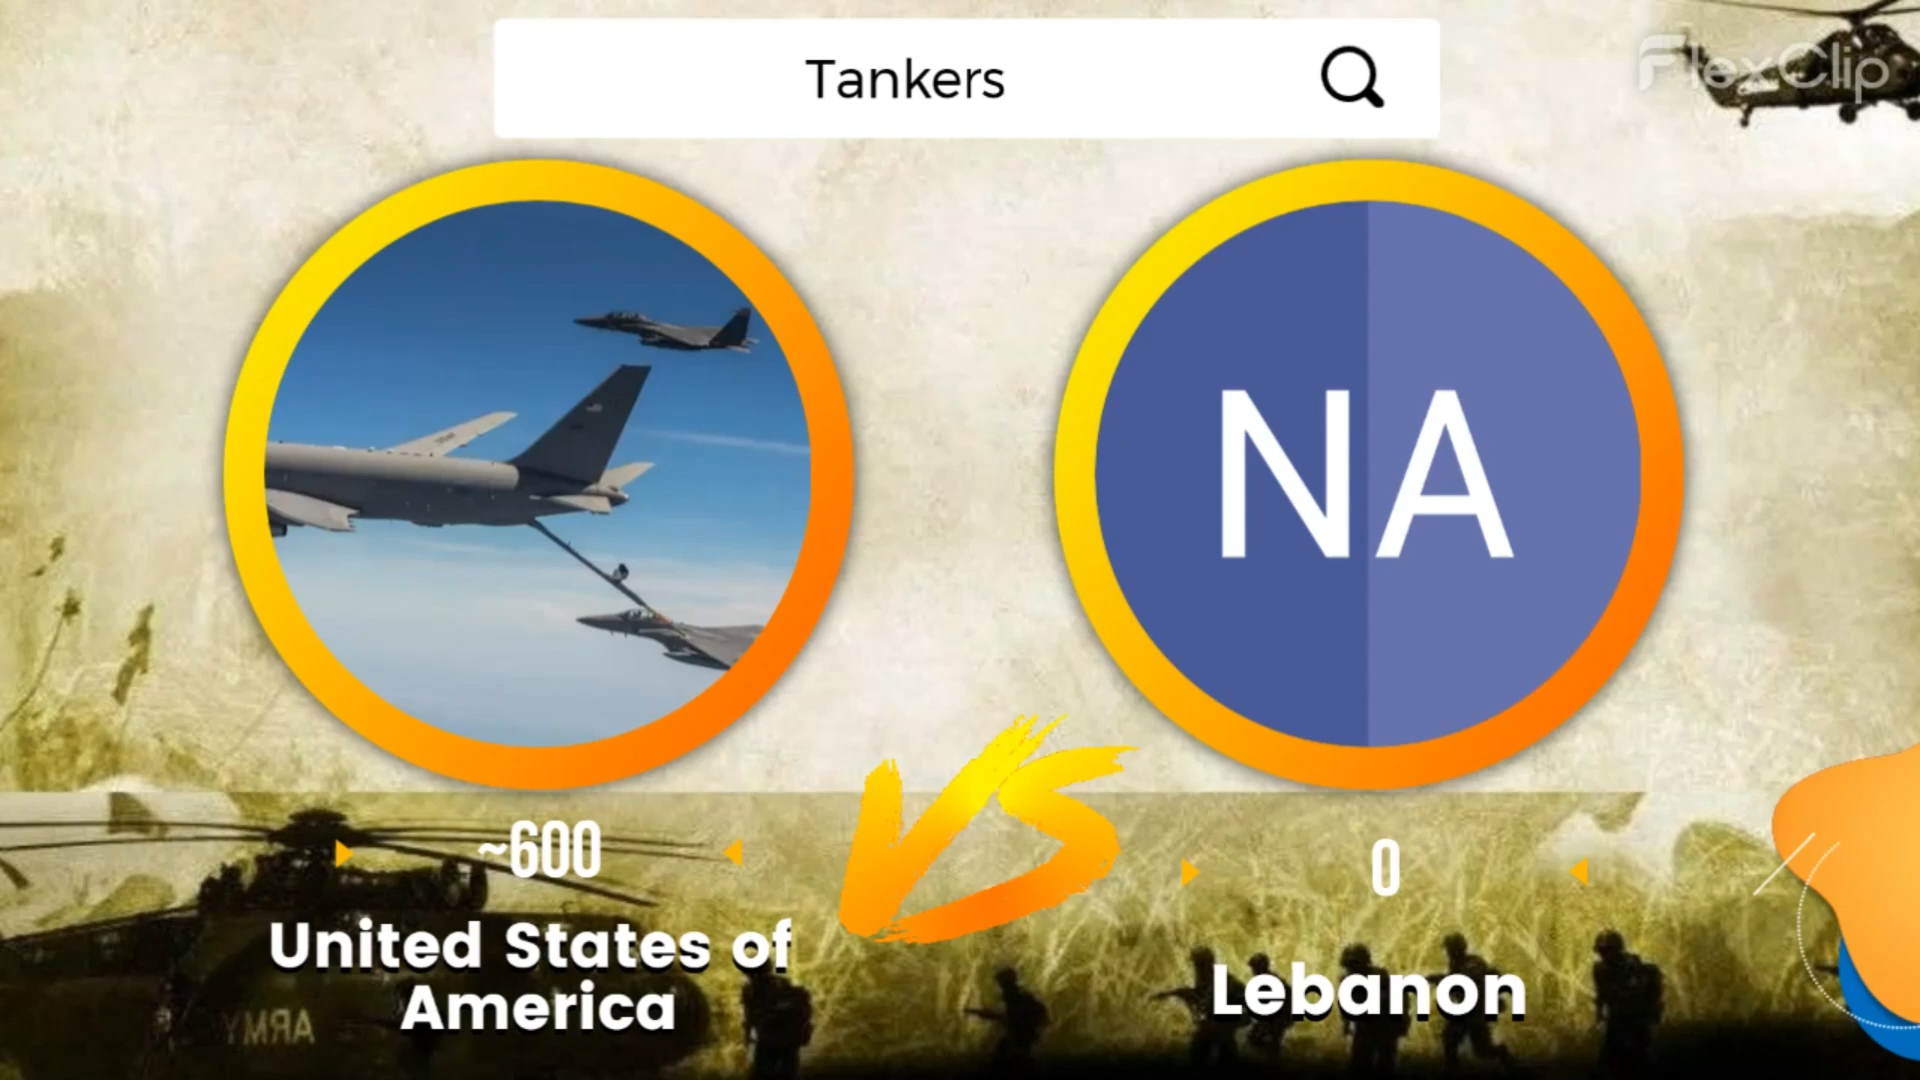 Tankers
FlexClip
NA
~600
0
United States of
America
Lebanon
ARMY